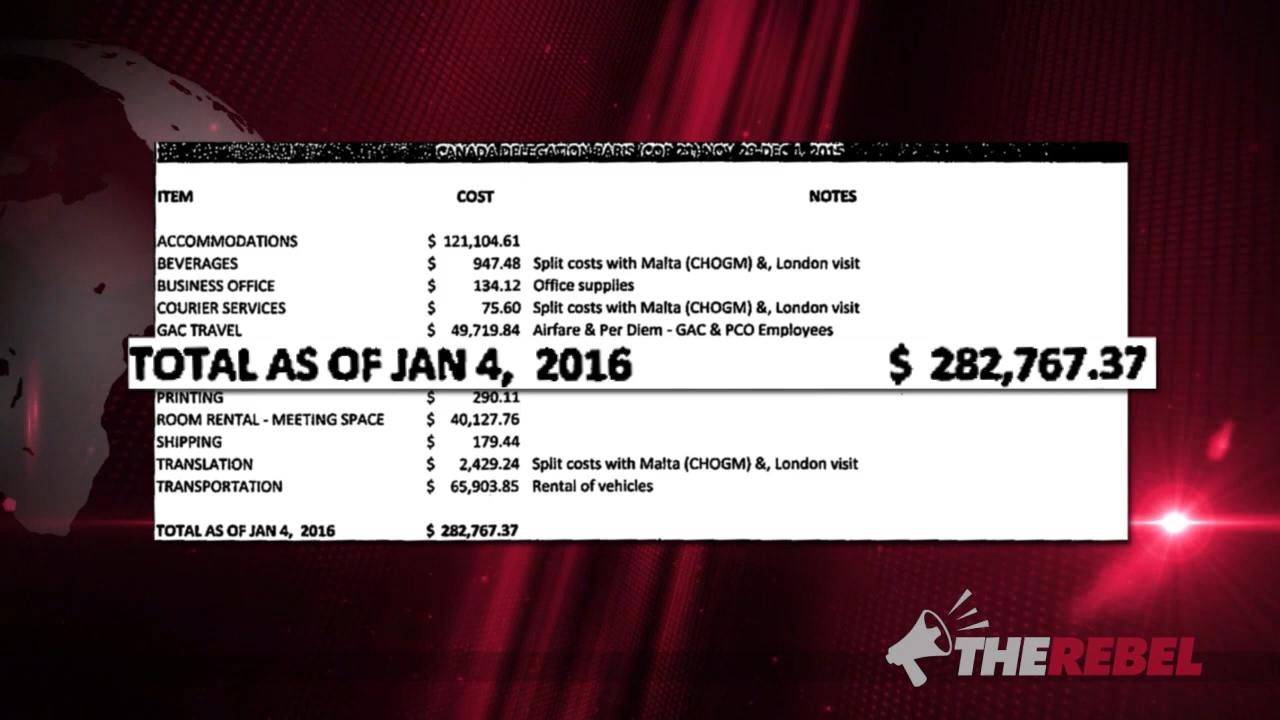 CANADA DELEGATION PARIS (COP 21) NOV 29-DEC 1, 2015
ITEM COST NOTES
ACCOMMODATIONS $ 121,104.61
BEVERAGES $ 947.48 Split costs with Malta (CHOGM) &, London visit
BUSINESS OFFICE $ 134.12 Office supplies
COURIER SERVICES $ 75.60 Split costs with Malta (CHOGM) &, London visit
GAC TRAVEL $ 49,719.84 Airfare & Per Diem - GAC & PCO Employees
TOTAL AS OF JAN 4, 2016 $ 282,767.37
PRINTING $ 290.11
ROOM RENTAL - MEETING SPACE $ 40,127.76
SHIPPING $ 179.44
TRANSLATION $ 2,429.24 Split costs with Malta (CHOGM) &, London visit
TRANSPORTATION $ 65,903.85 Rental of vehicles
TOTAL AS OF JAN 4, 2016 $ 282,767.37
THEREBEL